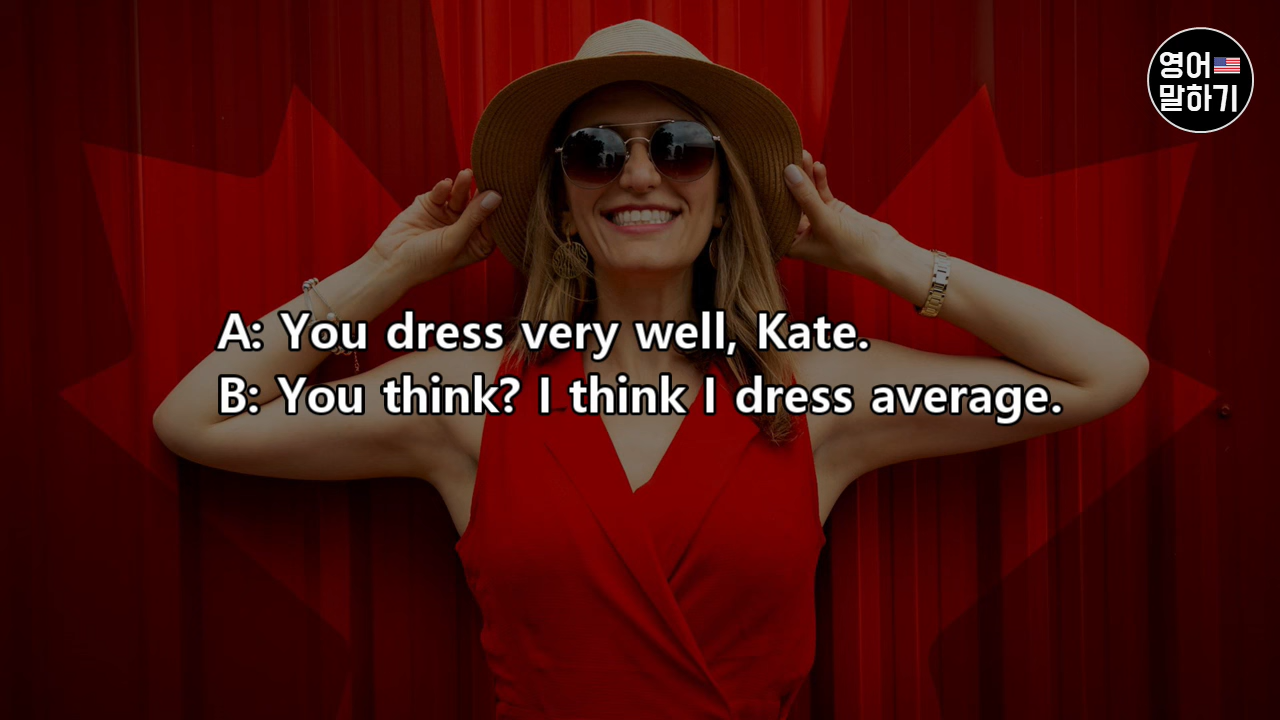 영어
말하기
A: You dress very well, Kate.
B: You think? I think I dress average.